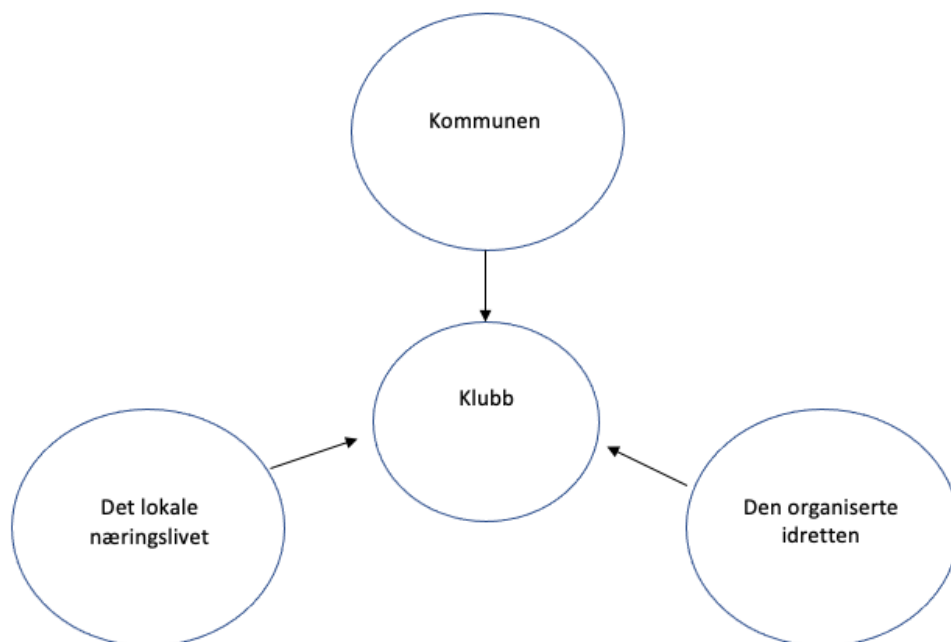 Kommunen
Klubb
Det lokale
næringslivet
Den organiserte
idretten